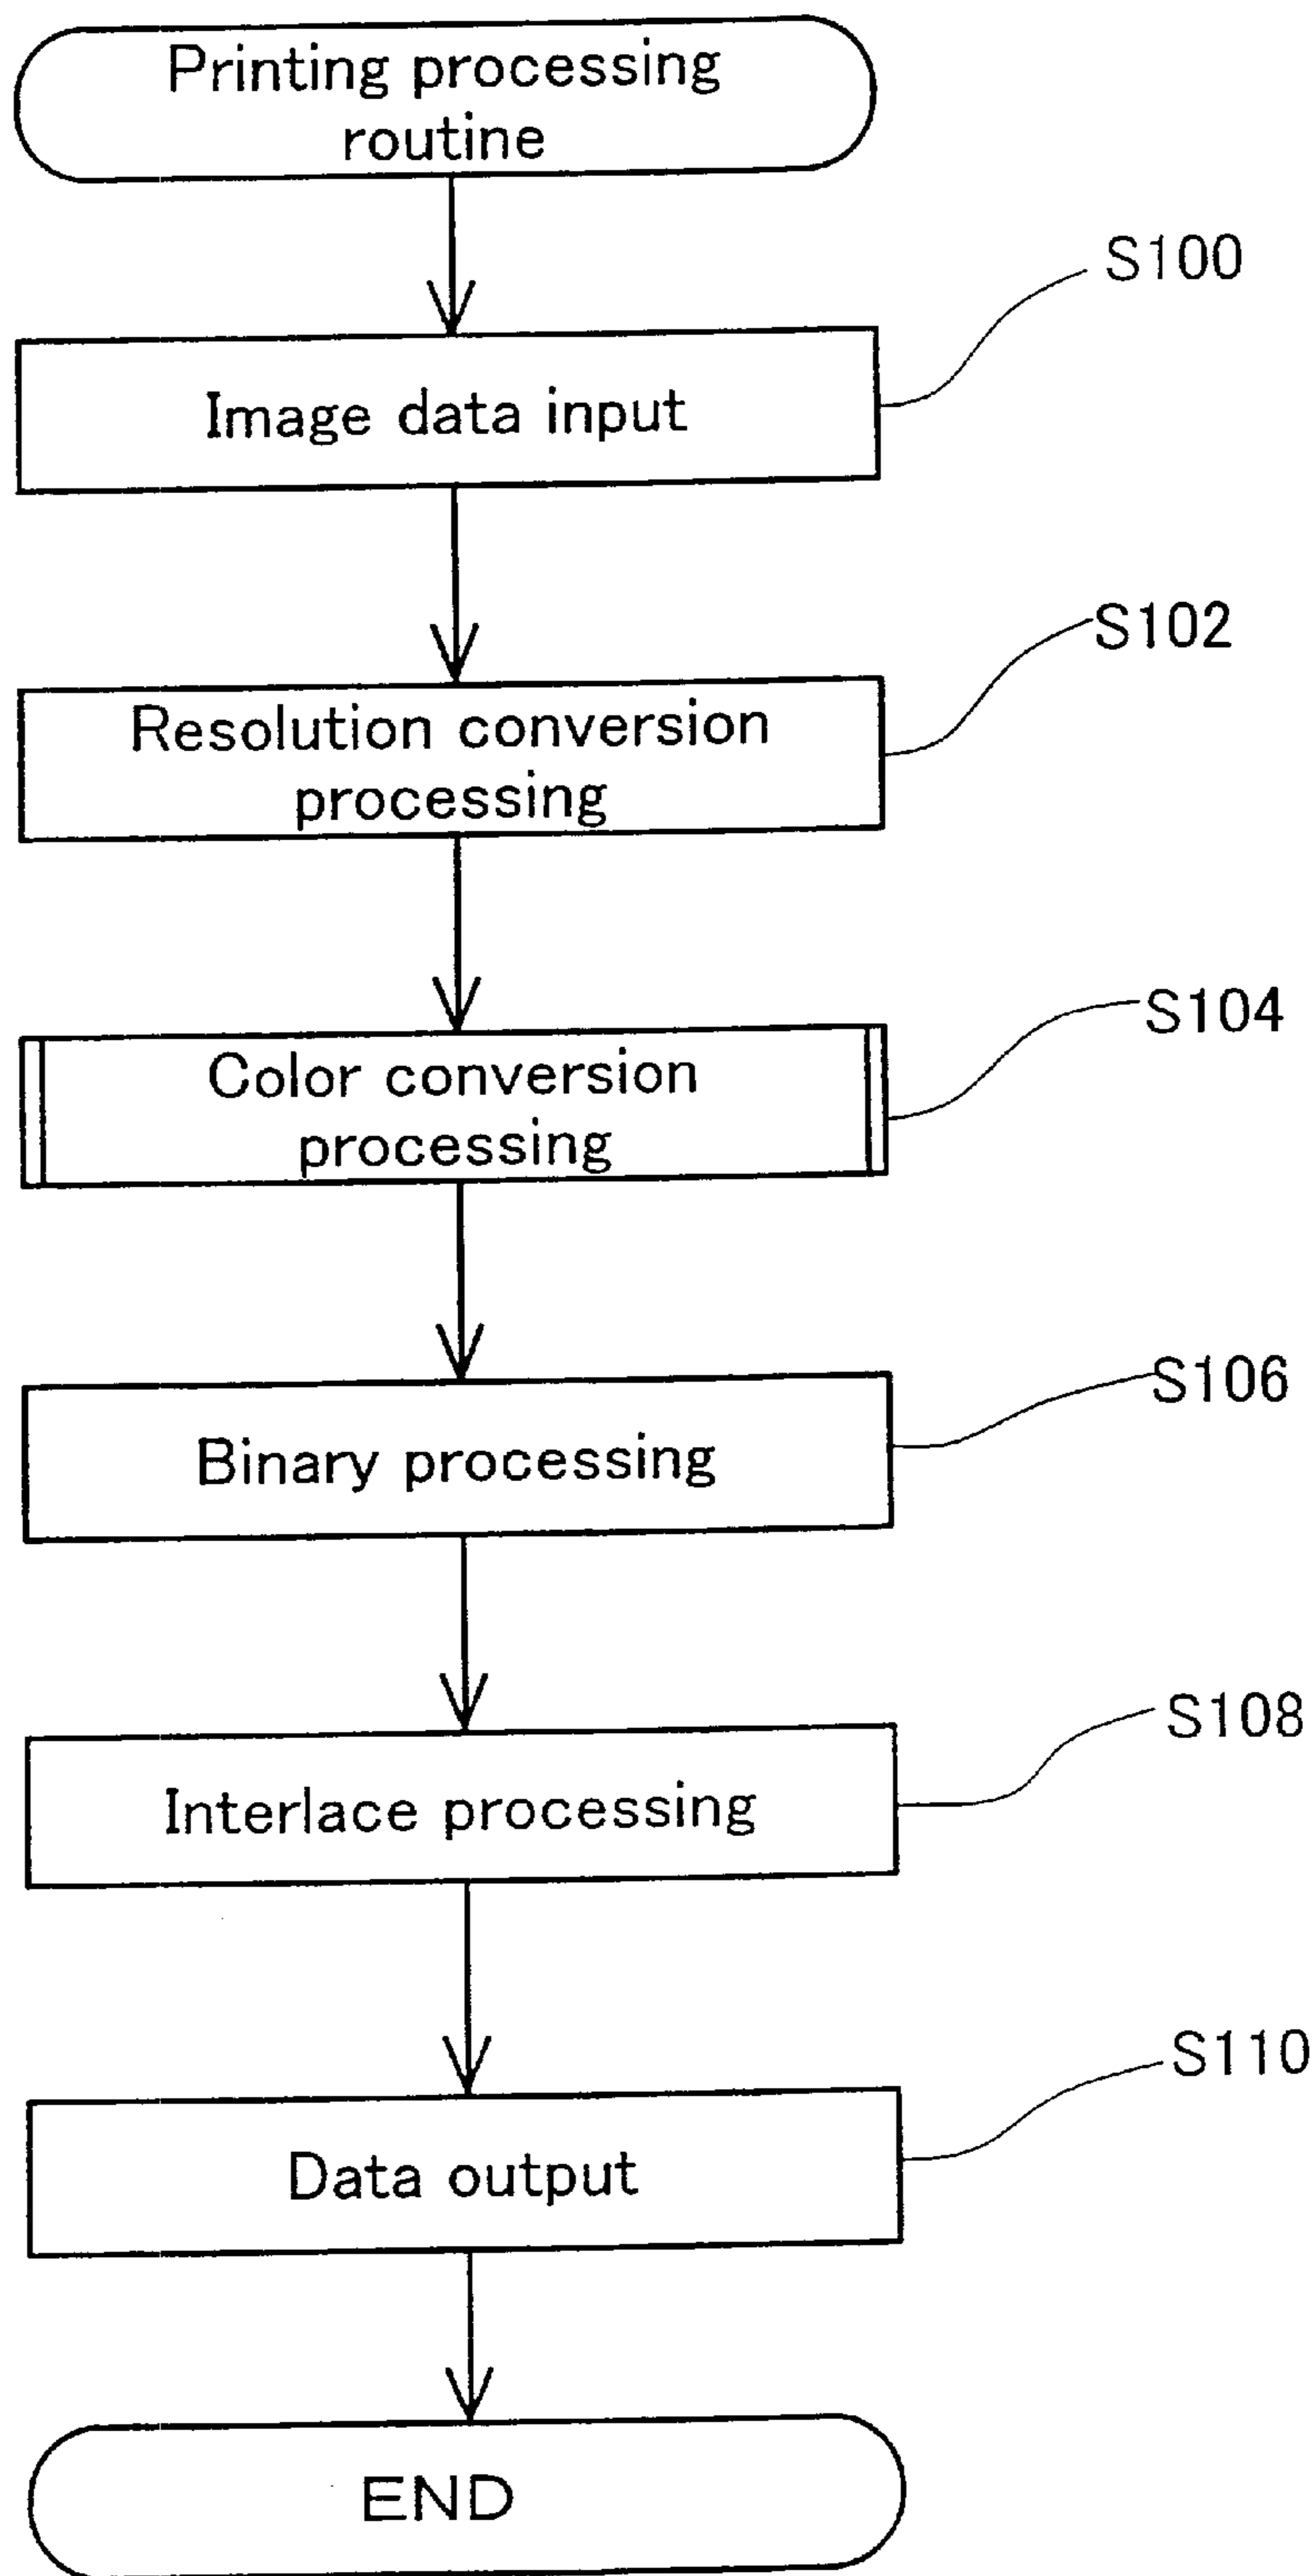 Printing processing
routine
S100
Image data input
S102
Resolution conversion
processing
S104
Color conversion
processing
S106
Binary processing
S108
Interlace processing
S110
Data output
END